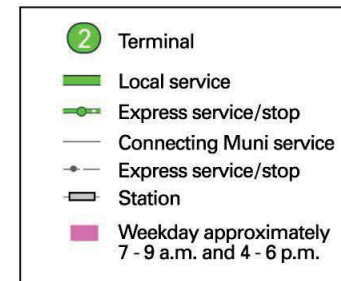 2 Terminal
Local service
Express service/stop
Connecting Muni service
Express service/stop
Station
Weekday approximately
7 - 9 a.m. and 4 - 6 p.m.